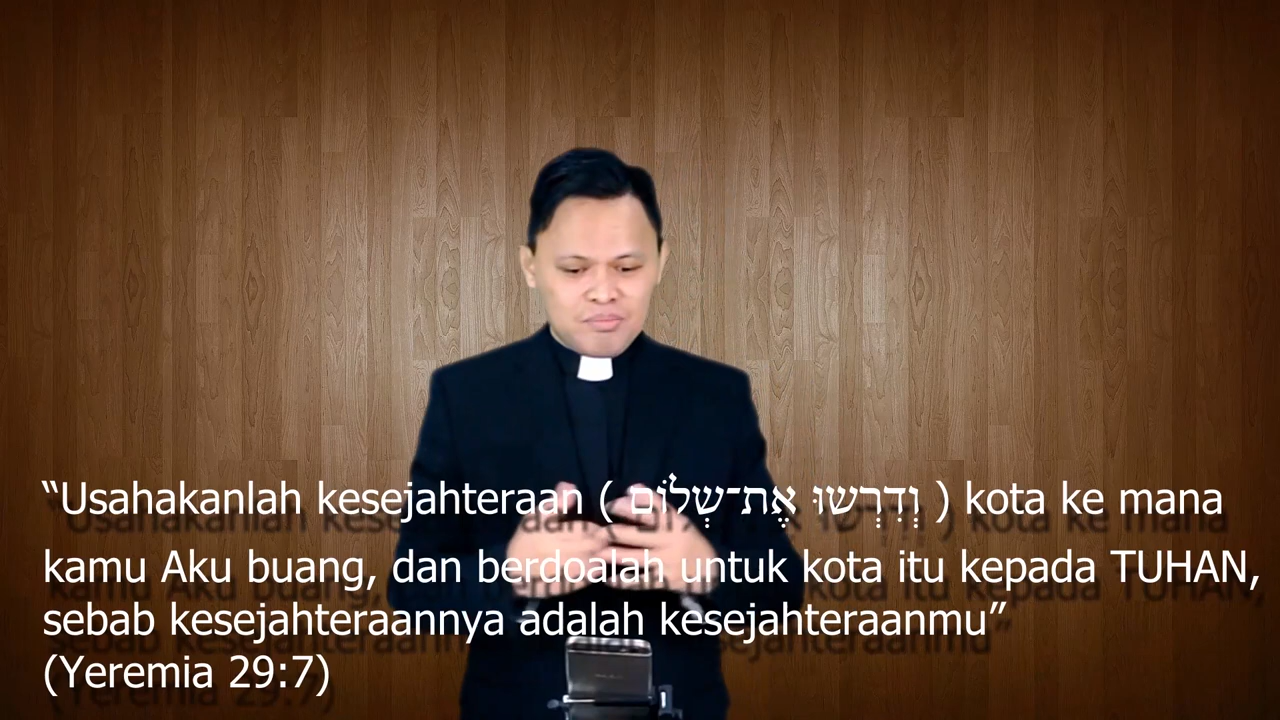 “Usahakanlah kesejahteraan ( וְדִרְשוּ אֶת־שְלוֹם ) kota ke mana
kamu Aku buang, dan berdoalah untuk kota itu kepada TUHAN,
sebab kesejahteraannya adalah kesejahteraanmu”
(Yeremia 29:7)